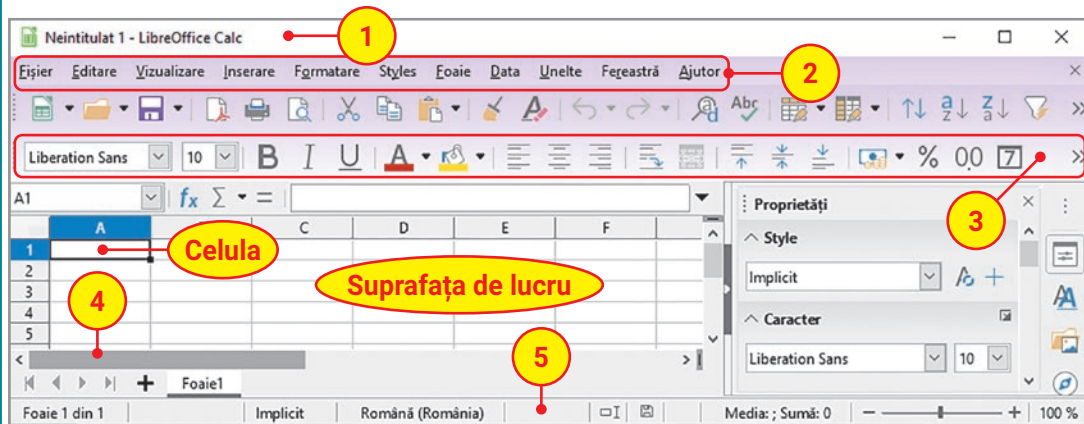 Neintitulat 1 - LibreOffice Calc
1
Fișier Editare Vizualizare Inserare Formatare Styles Foaie Data Unelte Fereastră Ajutor
2
Abc
Liberation Sans 10 B I U A % 0,0 7
3
A1 fx Σ =
A C D E F
1
2
3
4
5
Celula
Suprafața de lucru
4
5
Foaie1
Foaie 1 din 1 Implicit Română (România) Media: ; Sumă: 0 100 %
Proprietăți
Style
Implicit
Caracter
Liberation Sans 10